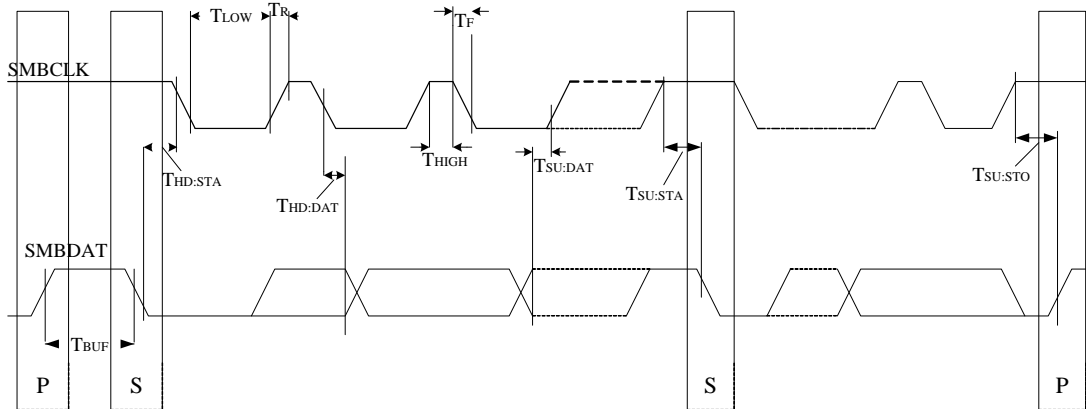 TLOW
TR
TF
SMBCLK
THD:STA
THD:DAT
THIGH
TSU:DAT
TSU:STA
TSU:STO
SMBDAT
TBUF
P
S
S
P